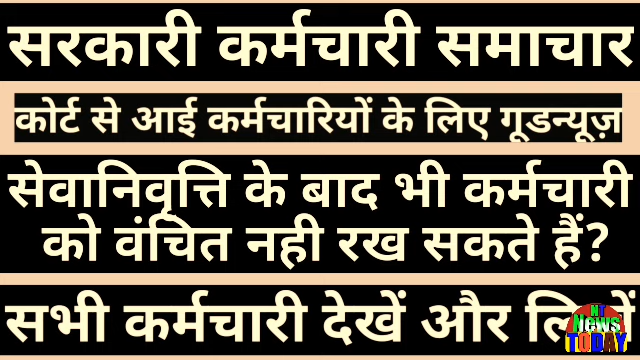 सरकारी कर्मचारी समाचार
कोर्ट से आई कर्मचारियों के लिए गूडन्यूज़
सेवानिवृत्ति के बाद भी कर्मचारी
को वंचित नही रख सकते हैं?
सभी कर्मचारी देखें और
NT
News
TODAY